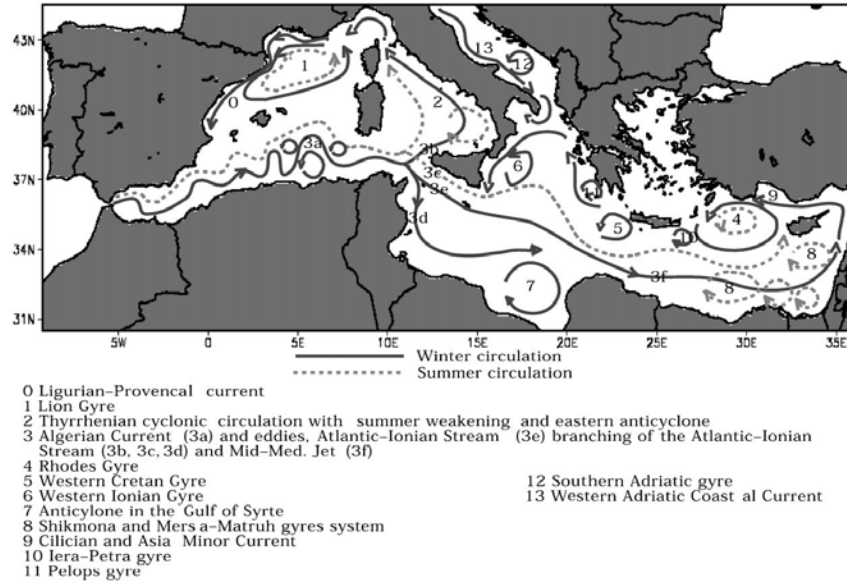 43N
13
12
1
0
2
40N
3a
3b
3c
6
37N
3e
11
9
3d
5
4
10
34N
8
3f
8
7
31N
5W
0
5E
10E
15E
20E
25E
30E
35E
Winter circulation
Summer circulation
0 Ligurian-Provencal current
1 Lion Gyre
2 Thyrrhenian cyclonic circulation with summer weakening and eastern anticyclone
3 Algerian Current (3a) and eddies, Atlantic-Ionian Stream (3e) branching of the Atlantic-Ionian
Stream (3b, 3c, 3d) and Mid-Med. Jet (3f)
4 Rhodes Gyre
5 Western Cretan Gyre
6 Western Ionian Gyre
7 Anticylone in the Gulf of Syrte
8 Shikmona and Mers a-Matruh gyres system
9 Cilician and Asia Minor Current
10 Iera-Petra gyre
11 Pelops gyre
12 Southern Adriatic gyre
13 Western Adriatic Coast al Current